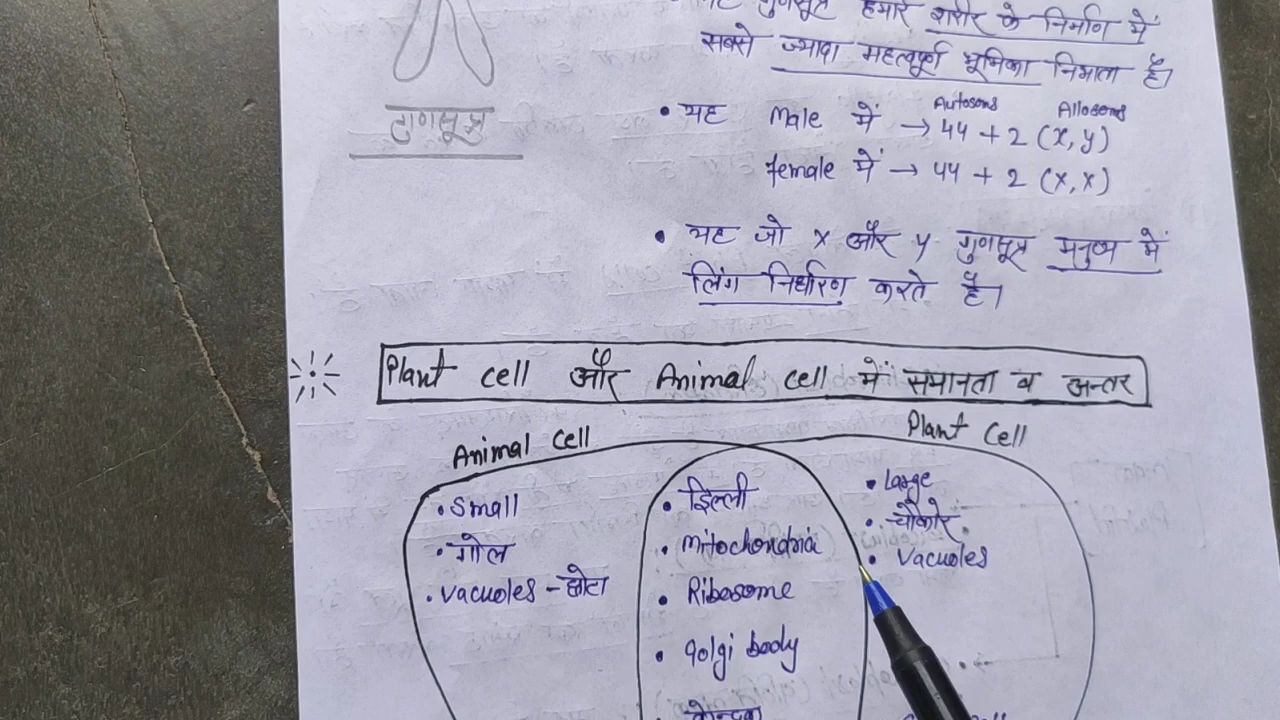 यह गुणसूत्र हमारे शरीर के निर्माण में
सबसे ज्यादा महत्वपूर्ण भूमिका निभाता है।
गुणसूत्र
Autosoms Allosoms
• यह Male में → 44 + 2 (x, y)
female में → 44 + 2 (x, x)
• यह जो x और y गुणसूत्र मनुष्य में
लिंग निर्धारण करते है।
Plant cell और Animal cell में समानता व अन्तर
Animal cell
Plant cell
• Small
• गोल
• Vacuoles - छोटा
• झिल्ली
• Mitochondria
• Ribosome
• Golgi body
• Large
• चौकोर
• Vacuoles